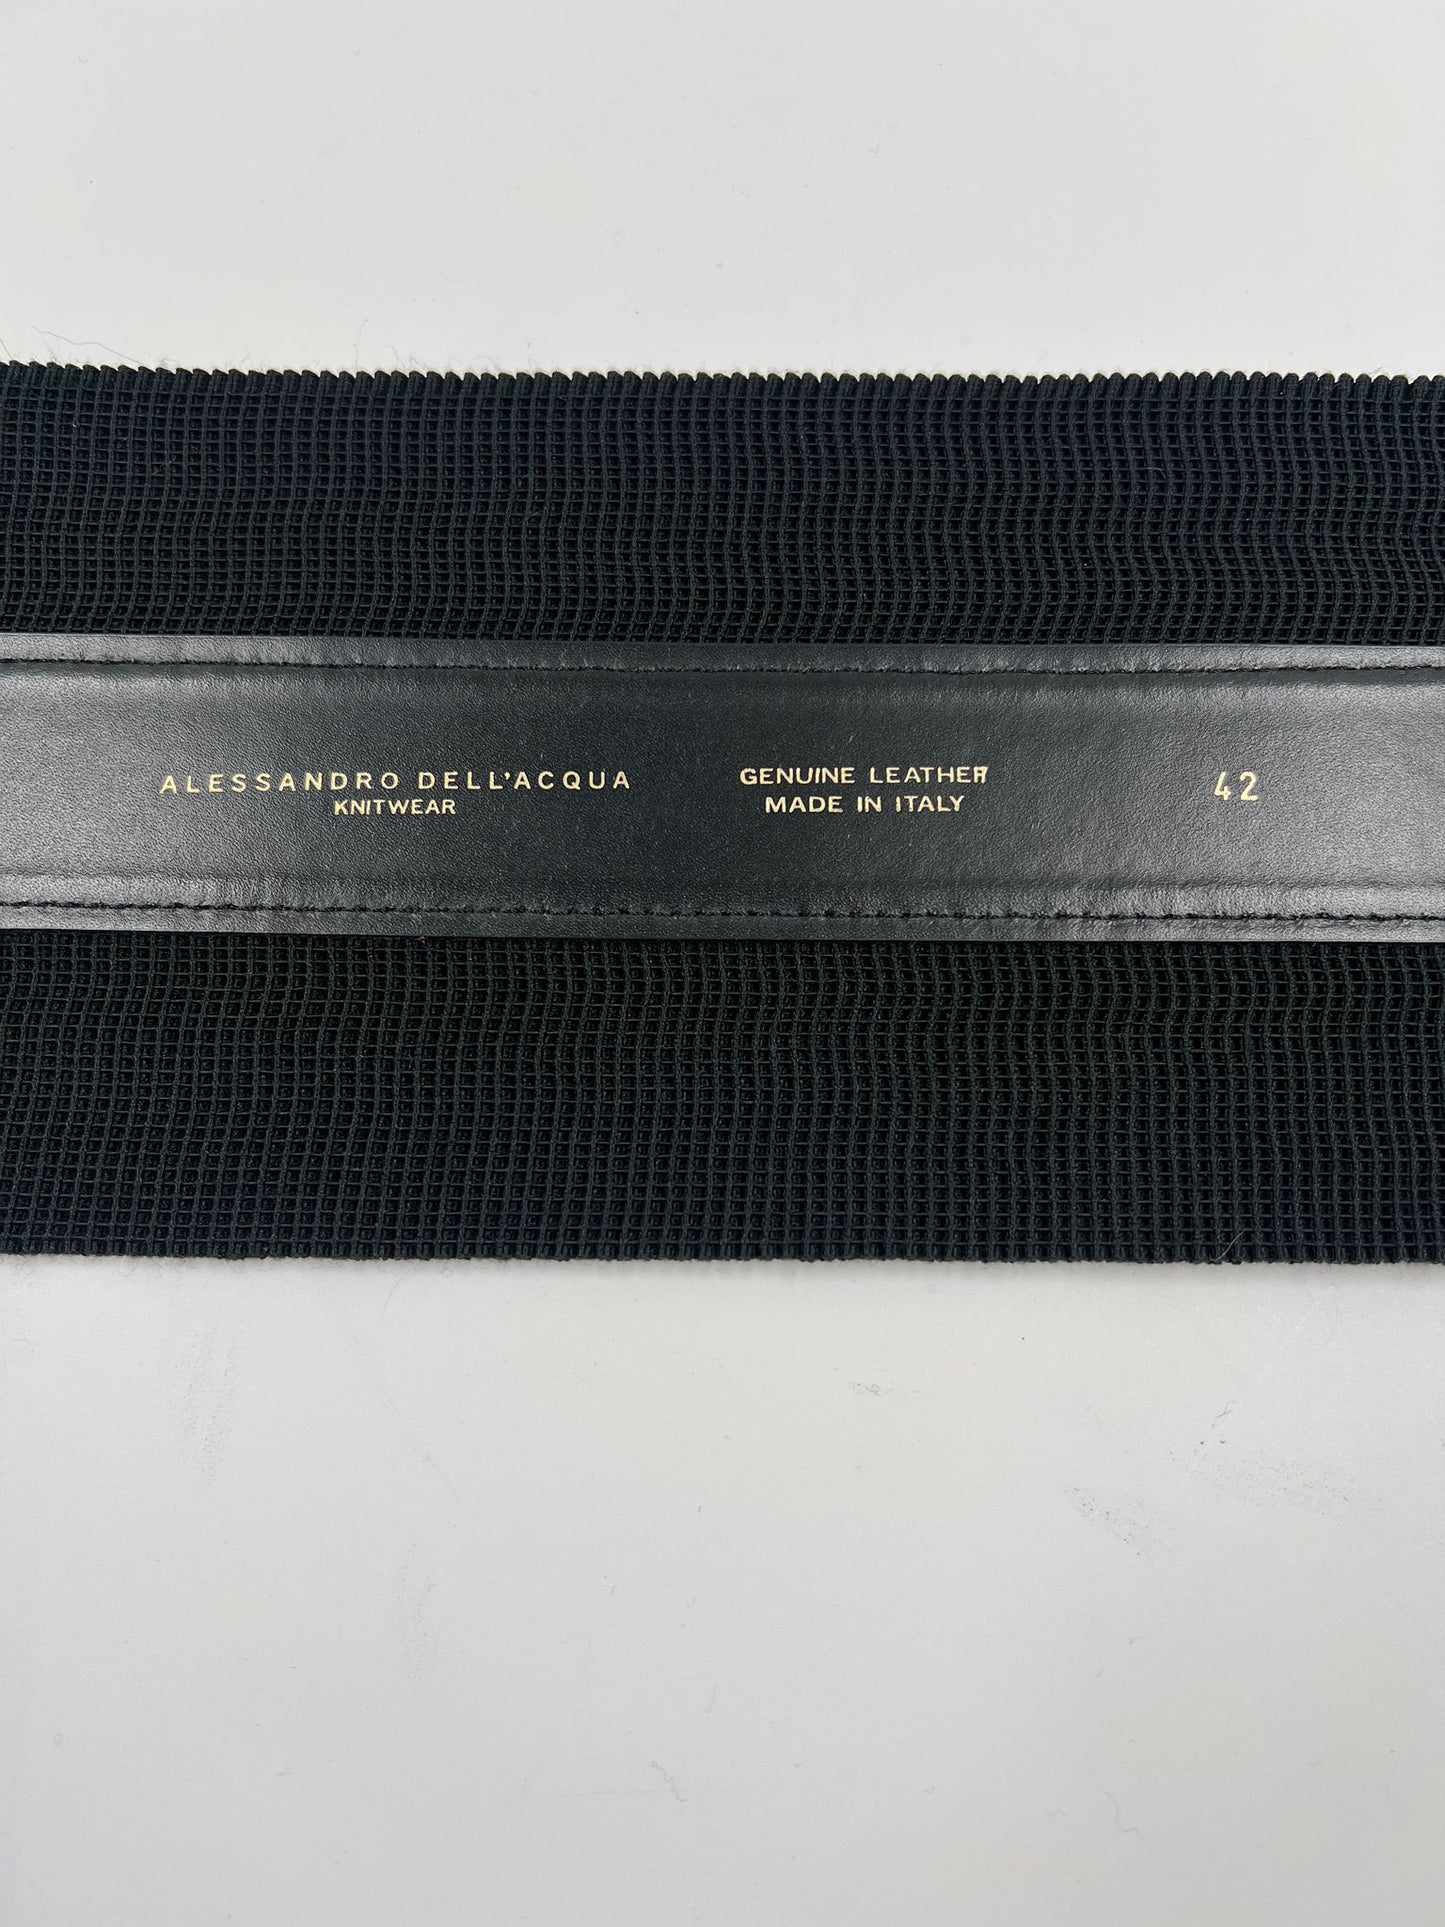 ALESSANDRO DELL'ACQUA
KNITWEAR
GENUINE LEATHER
MADE IN ITALY
42